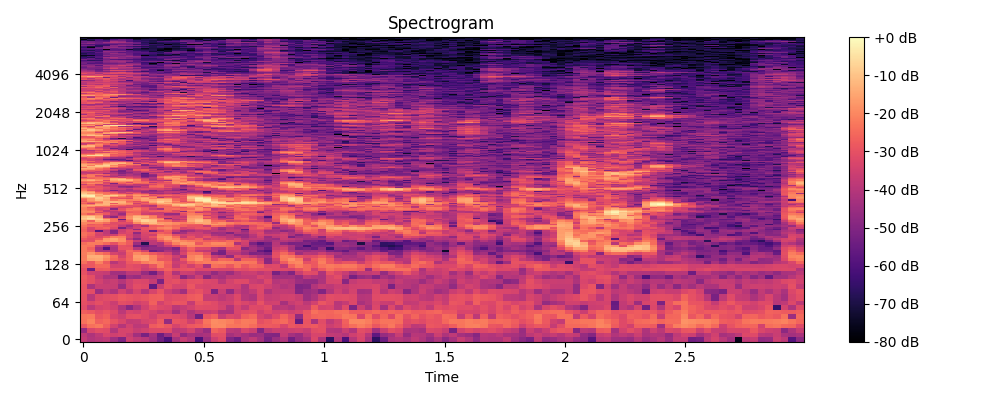 Spectrogram
Hz
4096
2048
1024
512
256
128
64
0
0
0.5
1
1.5
2
2.5
Time
+0 dB
-10 dB
-20 dB
-30 dB
-40 dB
-50 dB
-60 dB
-70 dB
-80 dB